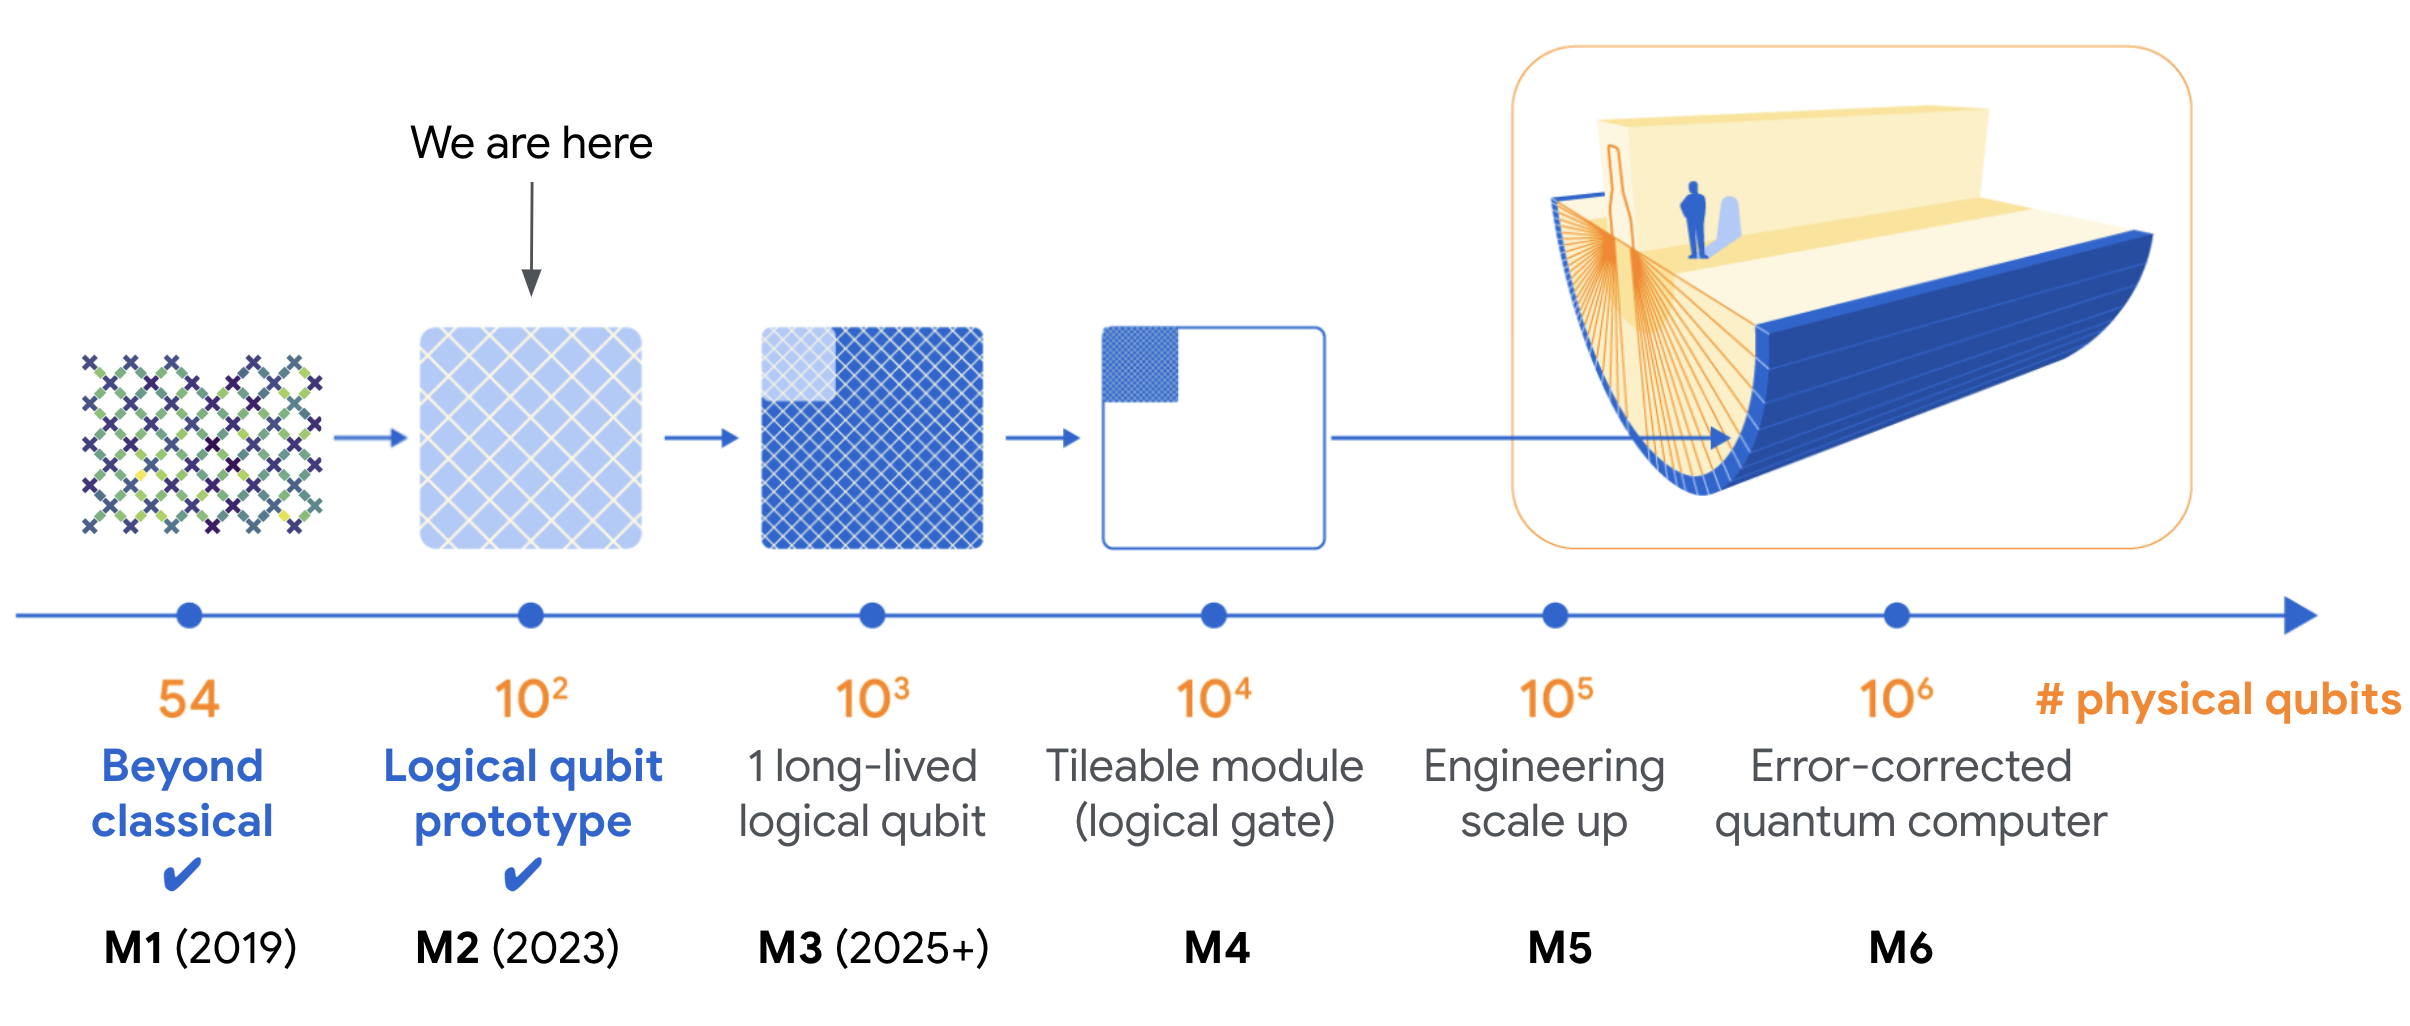 We are here
54
10²
10³
10⁴
10⁵
10⁶
# physical qubits
Beyond
classical
✔
Logical qubit
prototype
✔
1 long-lived
logical qubit
Tileable module
(logical gate)
Engineering
scale up
Error-corrected
quantum computer
M1 (2019)
M2 (2023)
M3 (2025+)
M4
M5
M6